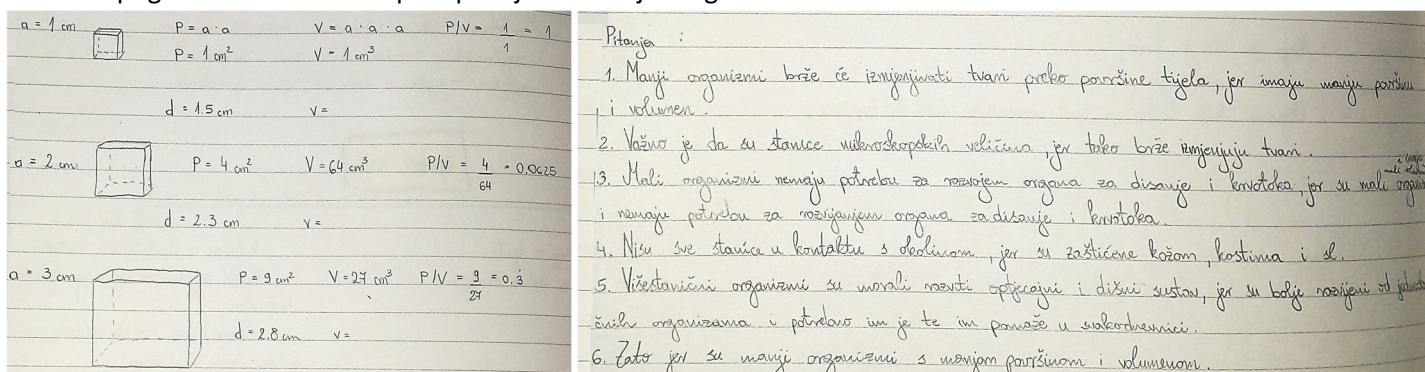 a = 1 cm P = a · a V = a · a · a P/V = 1/1 = 1
P = 1 cm² V = 1 cm³
d = 1.5 cm V =
a = 2 cm P = 4 cm² V = 64 cm³ P/V = 4/64 = 0.0625
d = 2.3 cm V =
a = 3 cm P = 9 cm² V = 27 cm³ P/V = 9/27 = 0.3̇
d = 2.8 cm V =
Pitanja :
1. Manji organizmi brže će izmjenjivati tvari preko površine tijela, jer imaju manju površinu
i volumen.
2. Važno je da su stanice mikroskopskih veličina, jer tako brže izmjenjuju tvari.
3. Mali organizmi nemaju potrebu za razvojem organa za disanje i krvotoka, jer su mali
i nemaju potrebu za razvijanjem organa za disanje i krvotoka.
4. Nisu sve stanice u kontaktu s okolinom, jer su zaštićene kožom, kostima i sl.
5. Višestanični organizmi su morali razviti optjecajni i dišni sustav, jer su bolje razvijeni od
čnih organizama i potrebno im je te im pomaže u svakodnevnici.
6. Zato jer su manji organizmi s manjom površinom i volumenom.